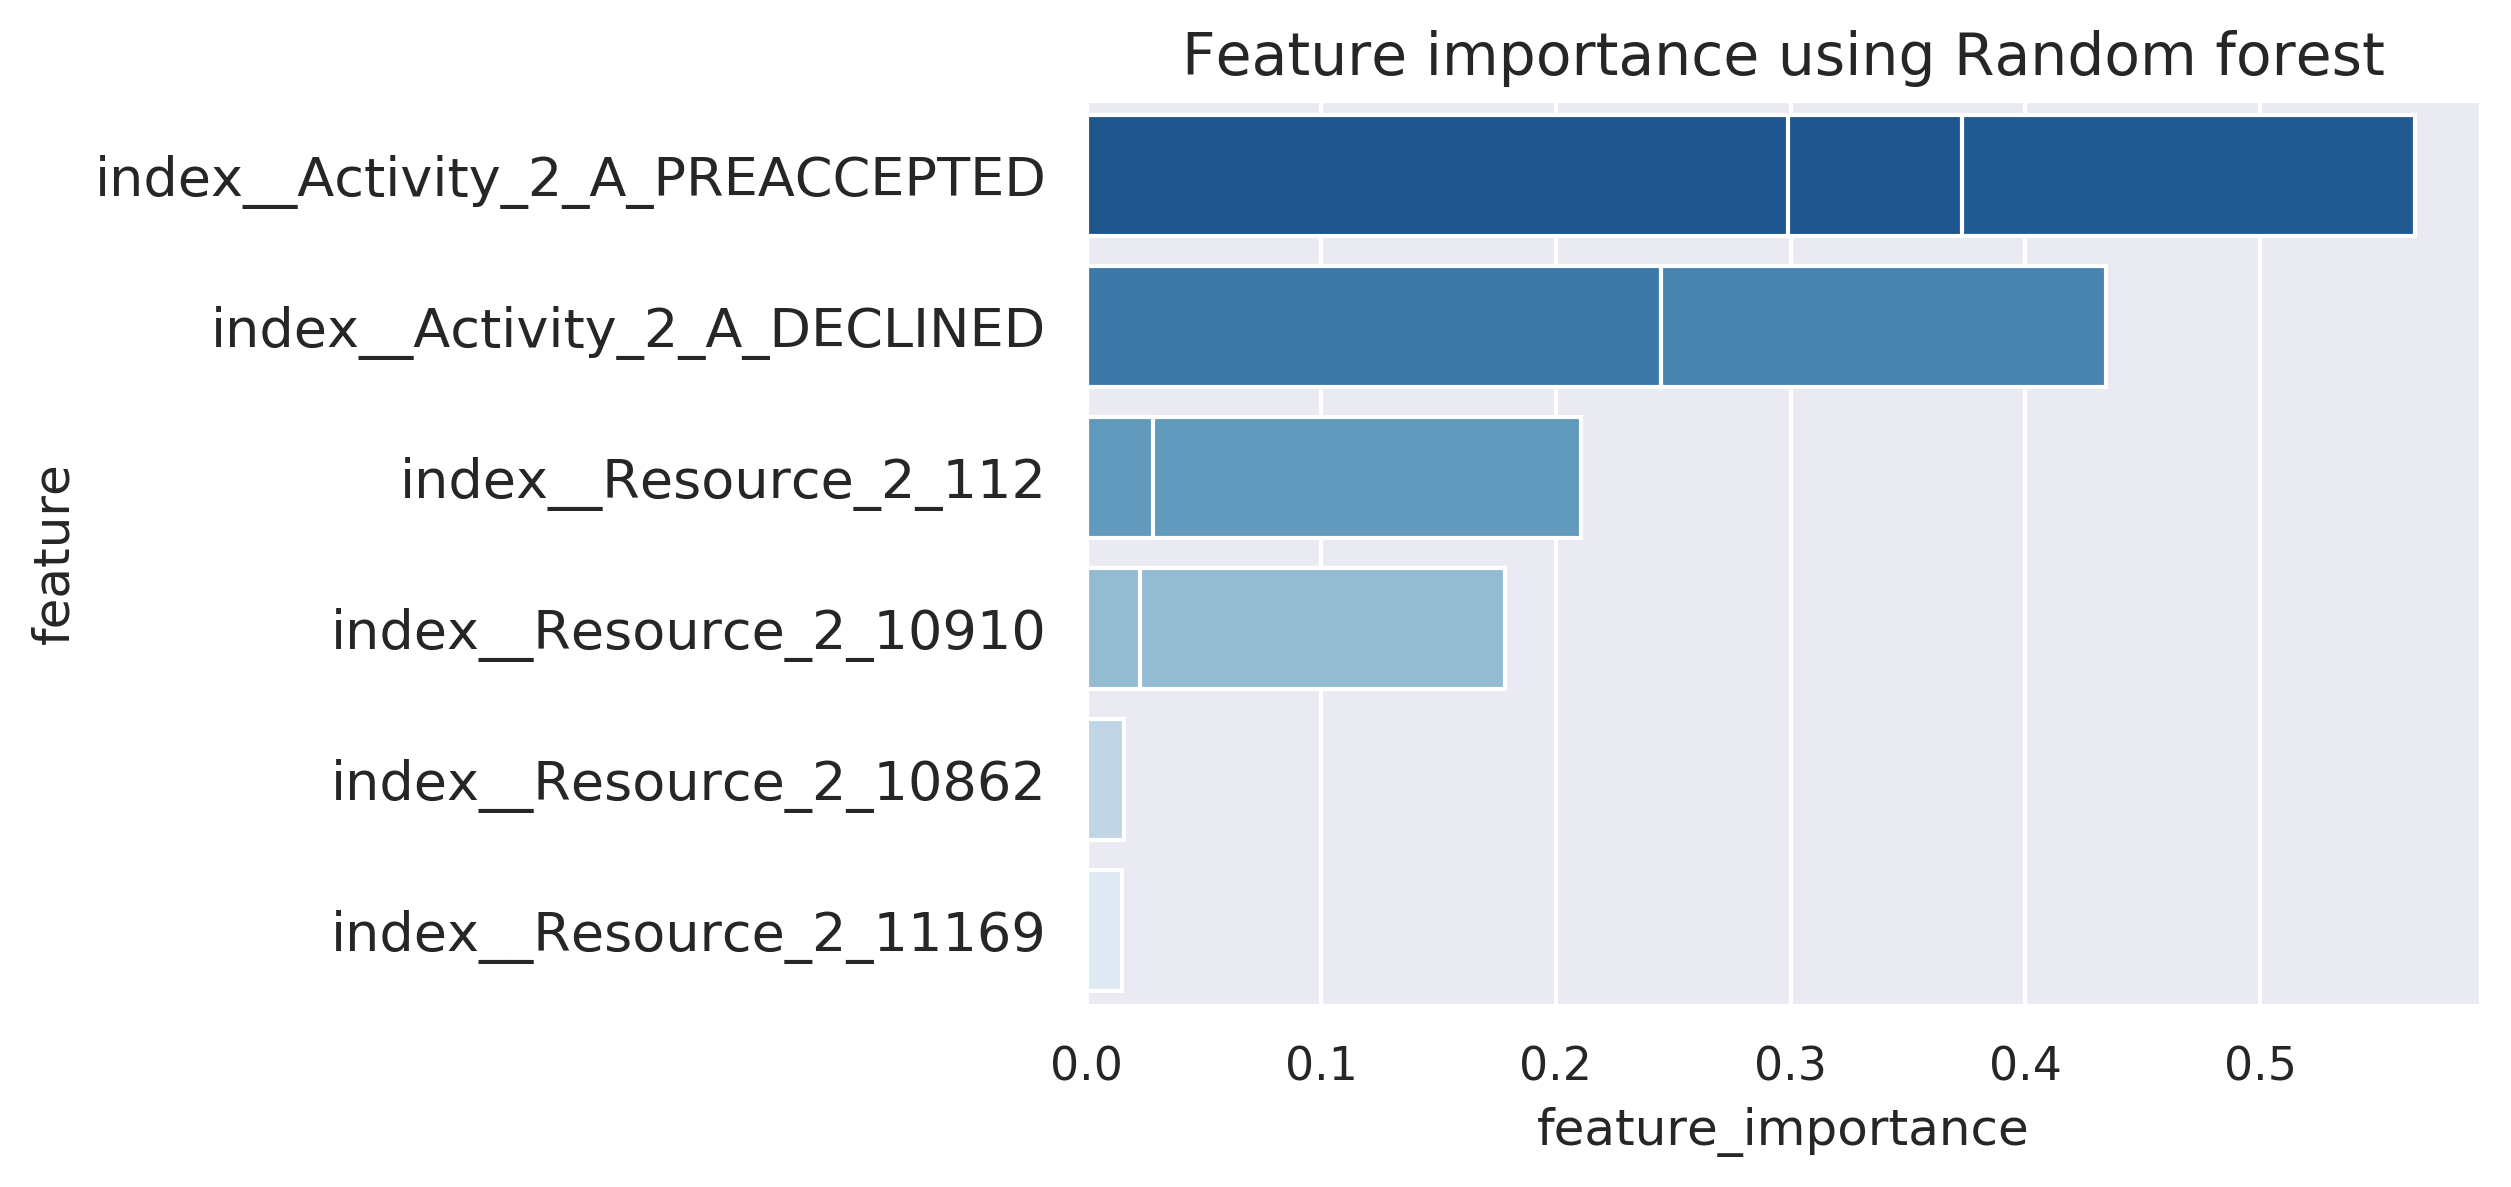 Feature importance using Random forest
feature
index__Activity_2_A_PREACCEPTED
index__Activity_2_A_DECLINED
index__Resource_2_112
index__Resource_2_10910
index__Resource_2_10862
index__Resource_2_11169
0.0 0.1 0.2 0.3 0.4 0.5
feature_importance